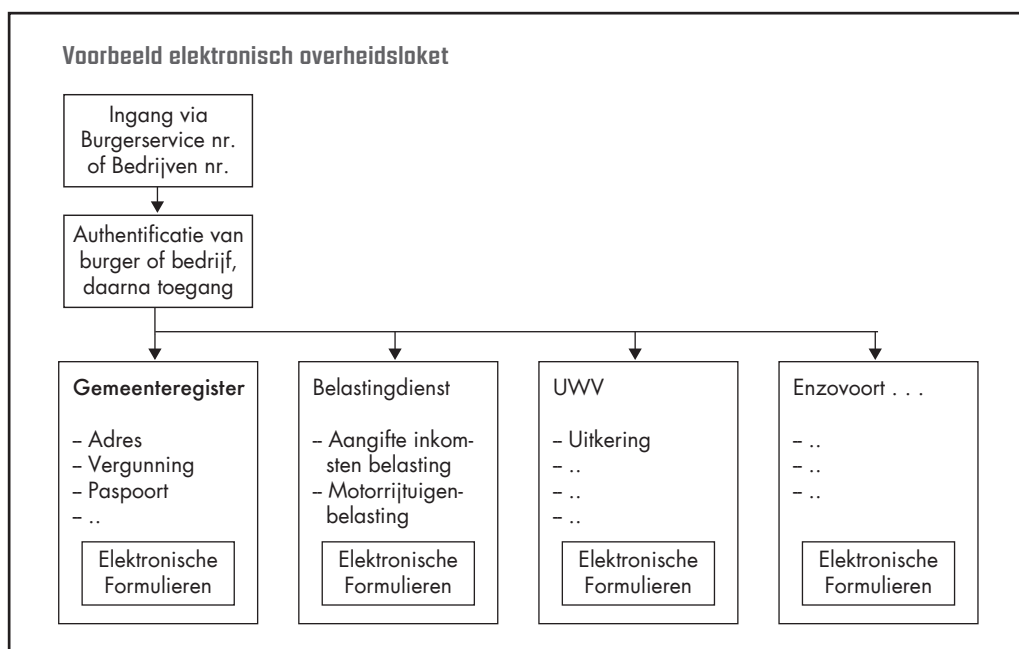 Voorbeeld elektronisch overheidsloket
Ingang via
Burgerservice nr.
of Bedrijven nr.
Authentificatie van
burger of bedrijf,
daarna toegang
Gemeenteregister
– Adres
– Vergunning
– Paspoort
– ..
Elektronische
Formulieren
Belastingdienst
– Aangifte inkom-
sten belasting
– Motorrijtuigen-
belasting
Elektronische
Formulieren
UWV
– Uitkering
– ..
– ..
– ..
Elektronische
Formulieren
Enzovoort . . .
– ..
– ..
– ..
Elektronische
Formulieren